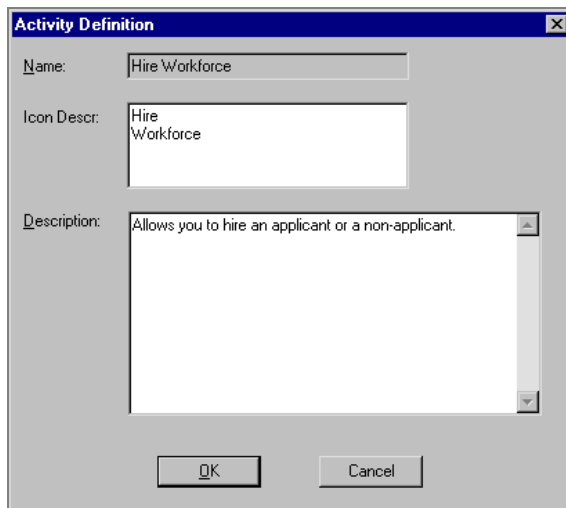 Activity Definition
Name: Hire Workforce
Icon Descr: Hire
Workforce
Description: Allows you to hire an applicant or a non-applicant.
OK Cancel